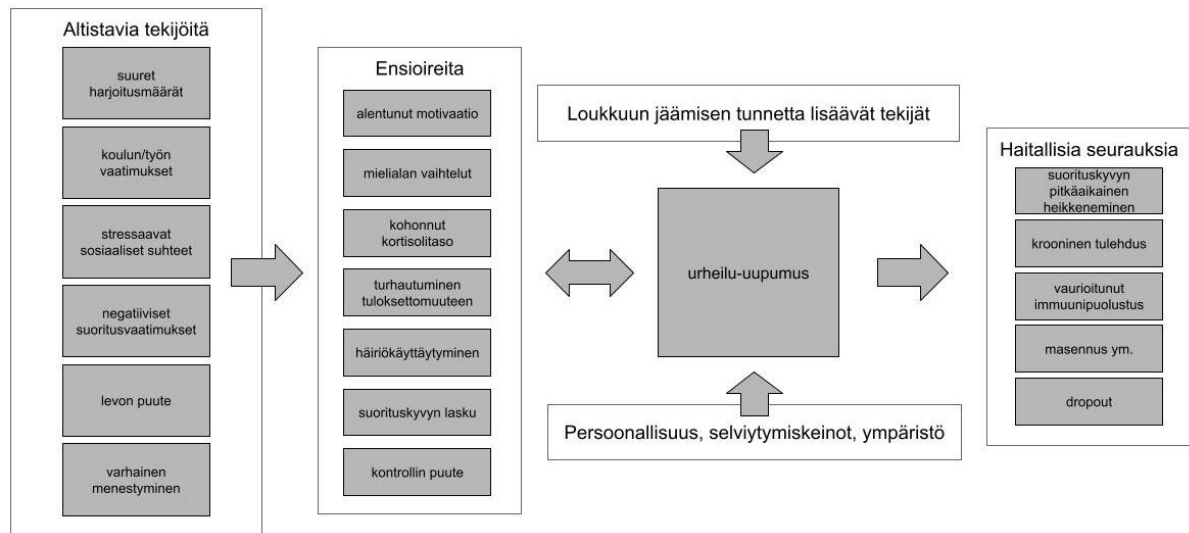 Altistavia tekijöitä
suuret
harjoitusmäärät
koulun/työn
vaatimukset
stressaavat
sosiaaliset suhteet
negatiiviset
suoritusvaatimukset
levon puute
varhainen
menestyminen
Ensioireita
alentunut motivaatio
mielialan vaihtelut
kohonnut
kortisolitaso
turhautuminen
tuloksettomuuteen
häiriökäyttäytyminen
suorituskyvyn lasku
kontrollin puute
Loukkuun jäämisen tunnetta lisäävät tekijät
urheilu-uupumus
Persoonallisuus, selviytymiskeinot, ympäristö
Haitallisia seurauksia
suorituskyvyn
pitkäaikainen
heikkeneminen
krooninen tulehdus
vaurioitunut
immuunipuolustus
masennus ym.
dropout